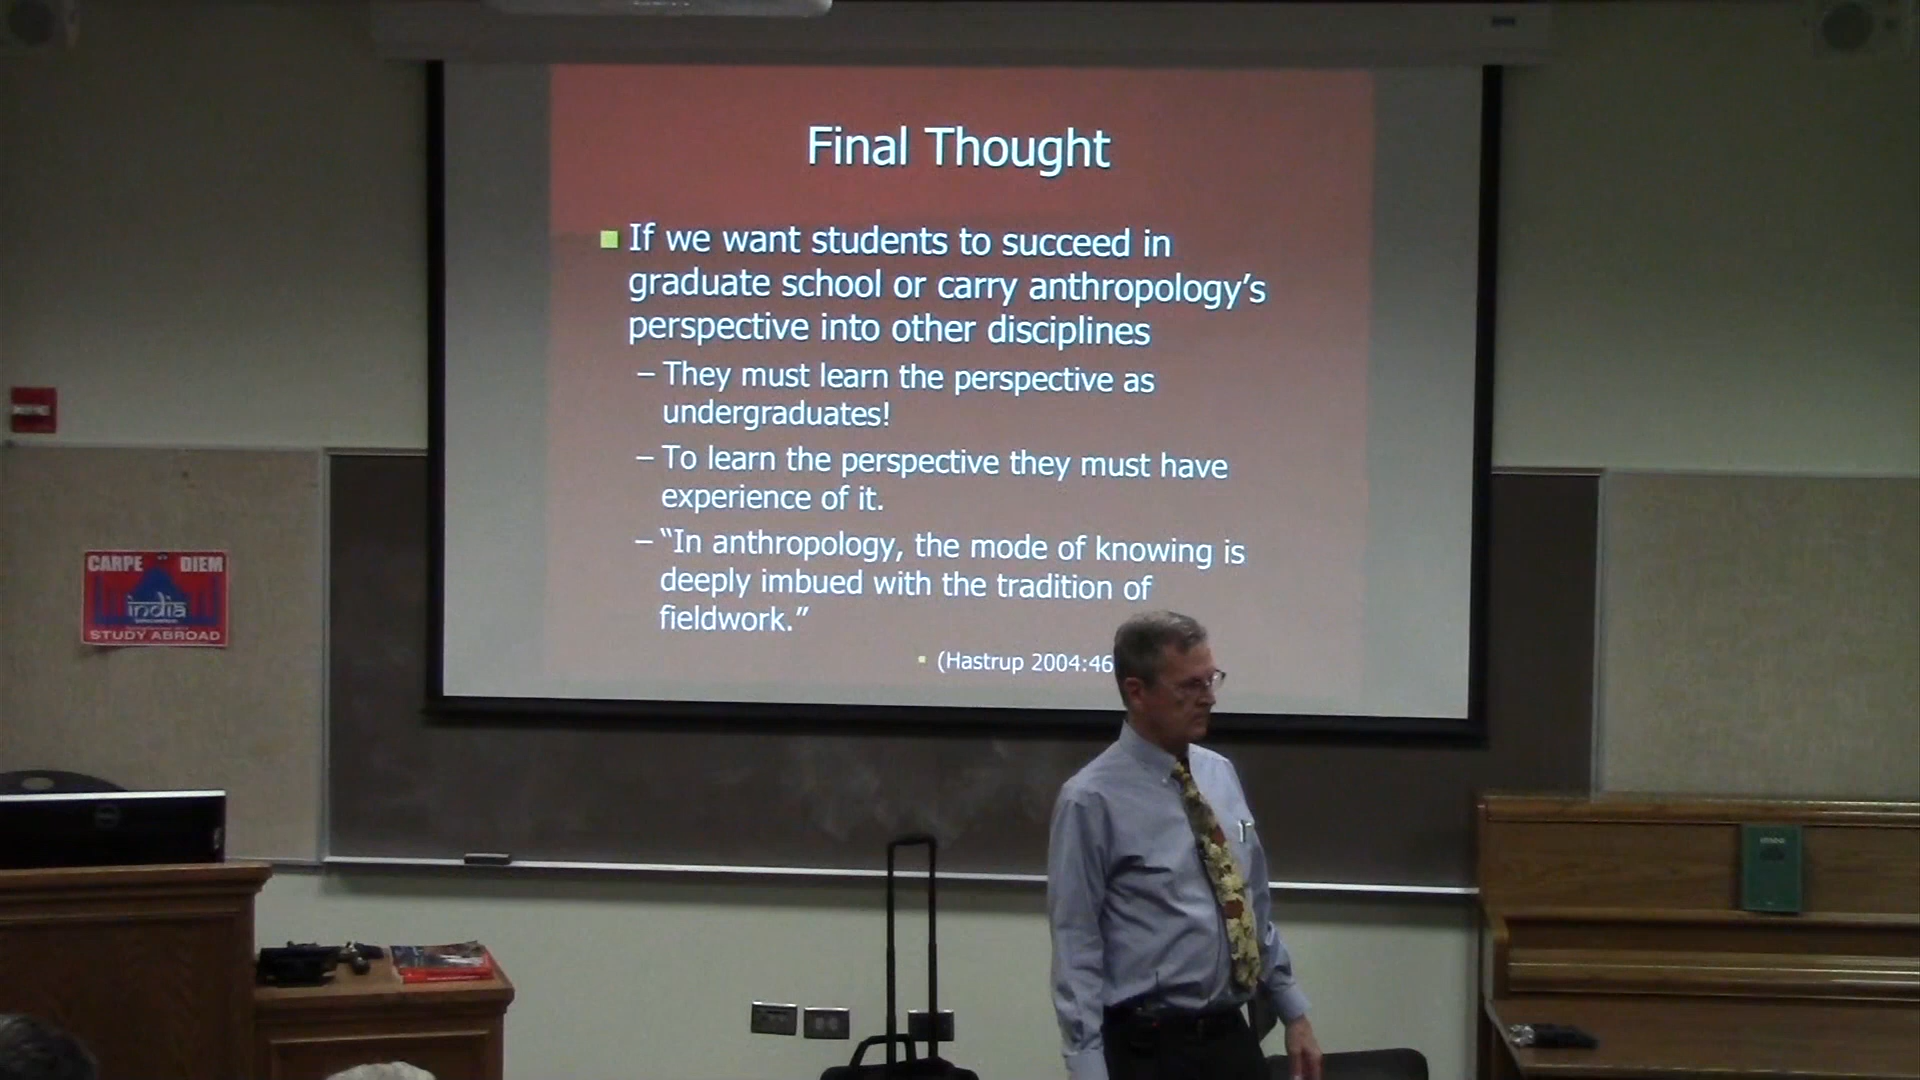 Final Thought
If we want students to succeed in
graduate school or carry anthropology’s
perspective into other disciplines
– They must learn the perspective as
undergraduates!
– To learn the perspective they must have
experience of it.
– “In anthropology, the mode of knowing is
deeply imbued with the tradition of
fieldwork.”
(Hastrup 2004:46
CARPE DIEM
india
STUDY ABROAD